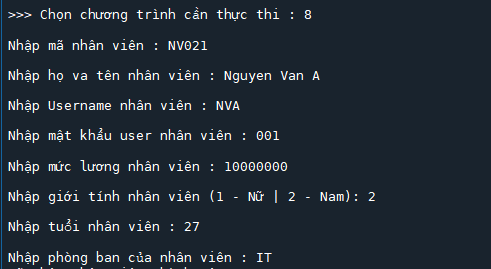 >>> Chọn chương trình cần thực thi : 8
Nhập mã nhân viên : NV021
Nhập họ va tên nhân viên : Nguyen Van A
Nhập Username nhân viên : NVA
Nhập mật khẩu user nhân viên : 001
Nhập mức lương nhân viên : 10000000
Nhập giới tính nhân viên (1 - Nữ | 2 - Nam): 2
Nhập tuổi nhân viên : 27
Nhập phòng ban của nhân viên : IT